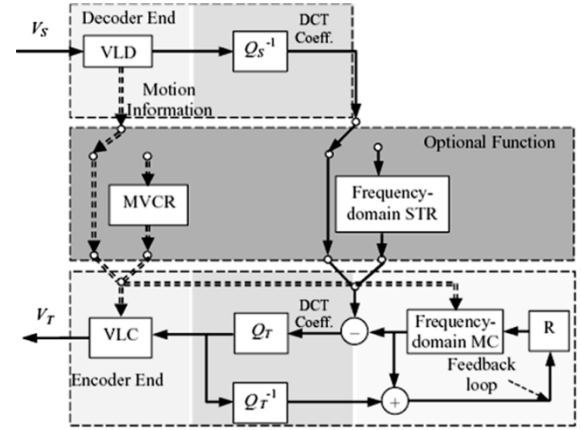 Decoder End
DCT
Coeff.
V_S
VLD
Q_S^{-1}
Motion
Information
Optional Function
MVCR
Frequency-
domain STR
V_T
VLC
Q_T
DCT
Coeff.
−
Frequency-
domain MC
R
Feedback
loop
Encoder End
Q_T^{-1}
+